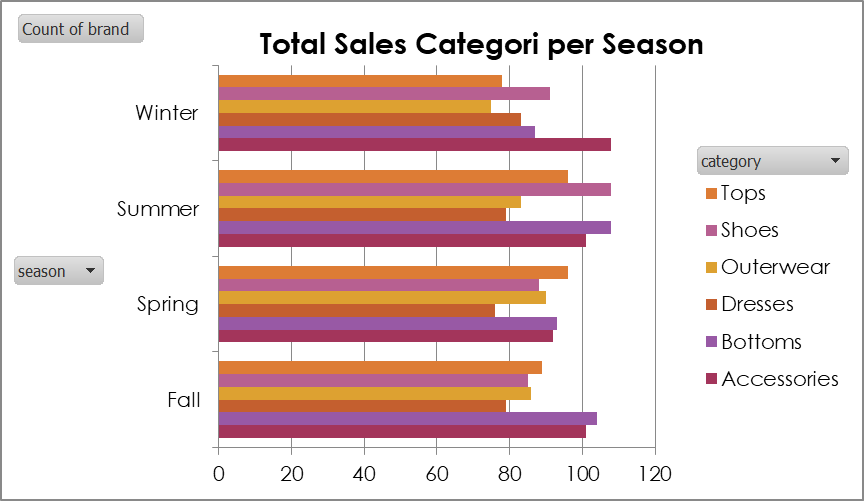 Count of brand
Total Sales Categori per Season
Winter
Summer
Spring
Fall
season
0 20 40 60 80 100 120
category
Tops
Shoes
Outerwear
Dresses
Bottoms
Accessories